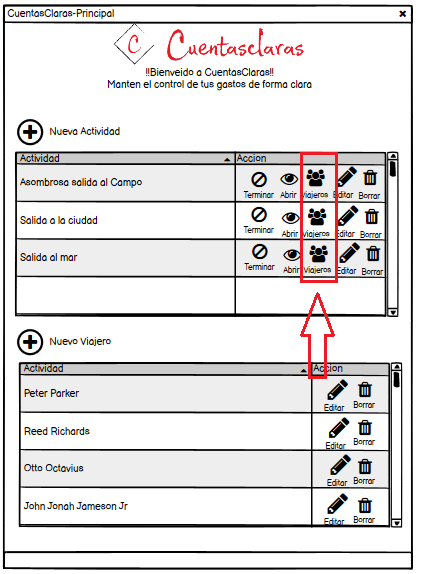 CuentasClaras-Principal
C Cuentasclaras
!!Bienveido a CuentasClaras!!
Manten el control de tus gastos de forma clara
Nueva Actividad
Actividad Accion
Asombrosa salida al Campo Terminar Abrir Viajeros Editar Borrar
Salida a la ciudad Terminar Abrir Viajeros Editar Borrar
Salida al mar Terminar Abrir Viajeros Editar Borrar
Nuevo Viajero
Actividad Accion
Peter Parker Editar Borrar
Reed Richards Editar Borrar
Otto Octavius Editar Borrar
John Jonah Jameson Jr Editar Borrar